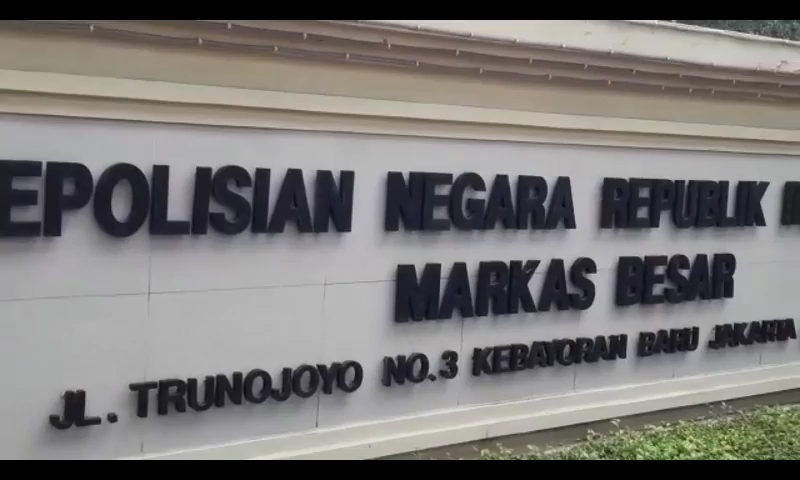 EPOLISIAN NEGARA REPUBLIK
MARKAS BESAR
JL. TRUNOJOYO NO.3 KEBAYORAN BARU JAKARTA